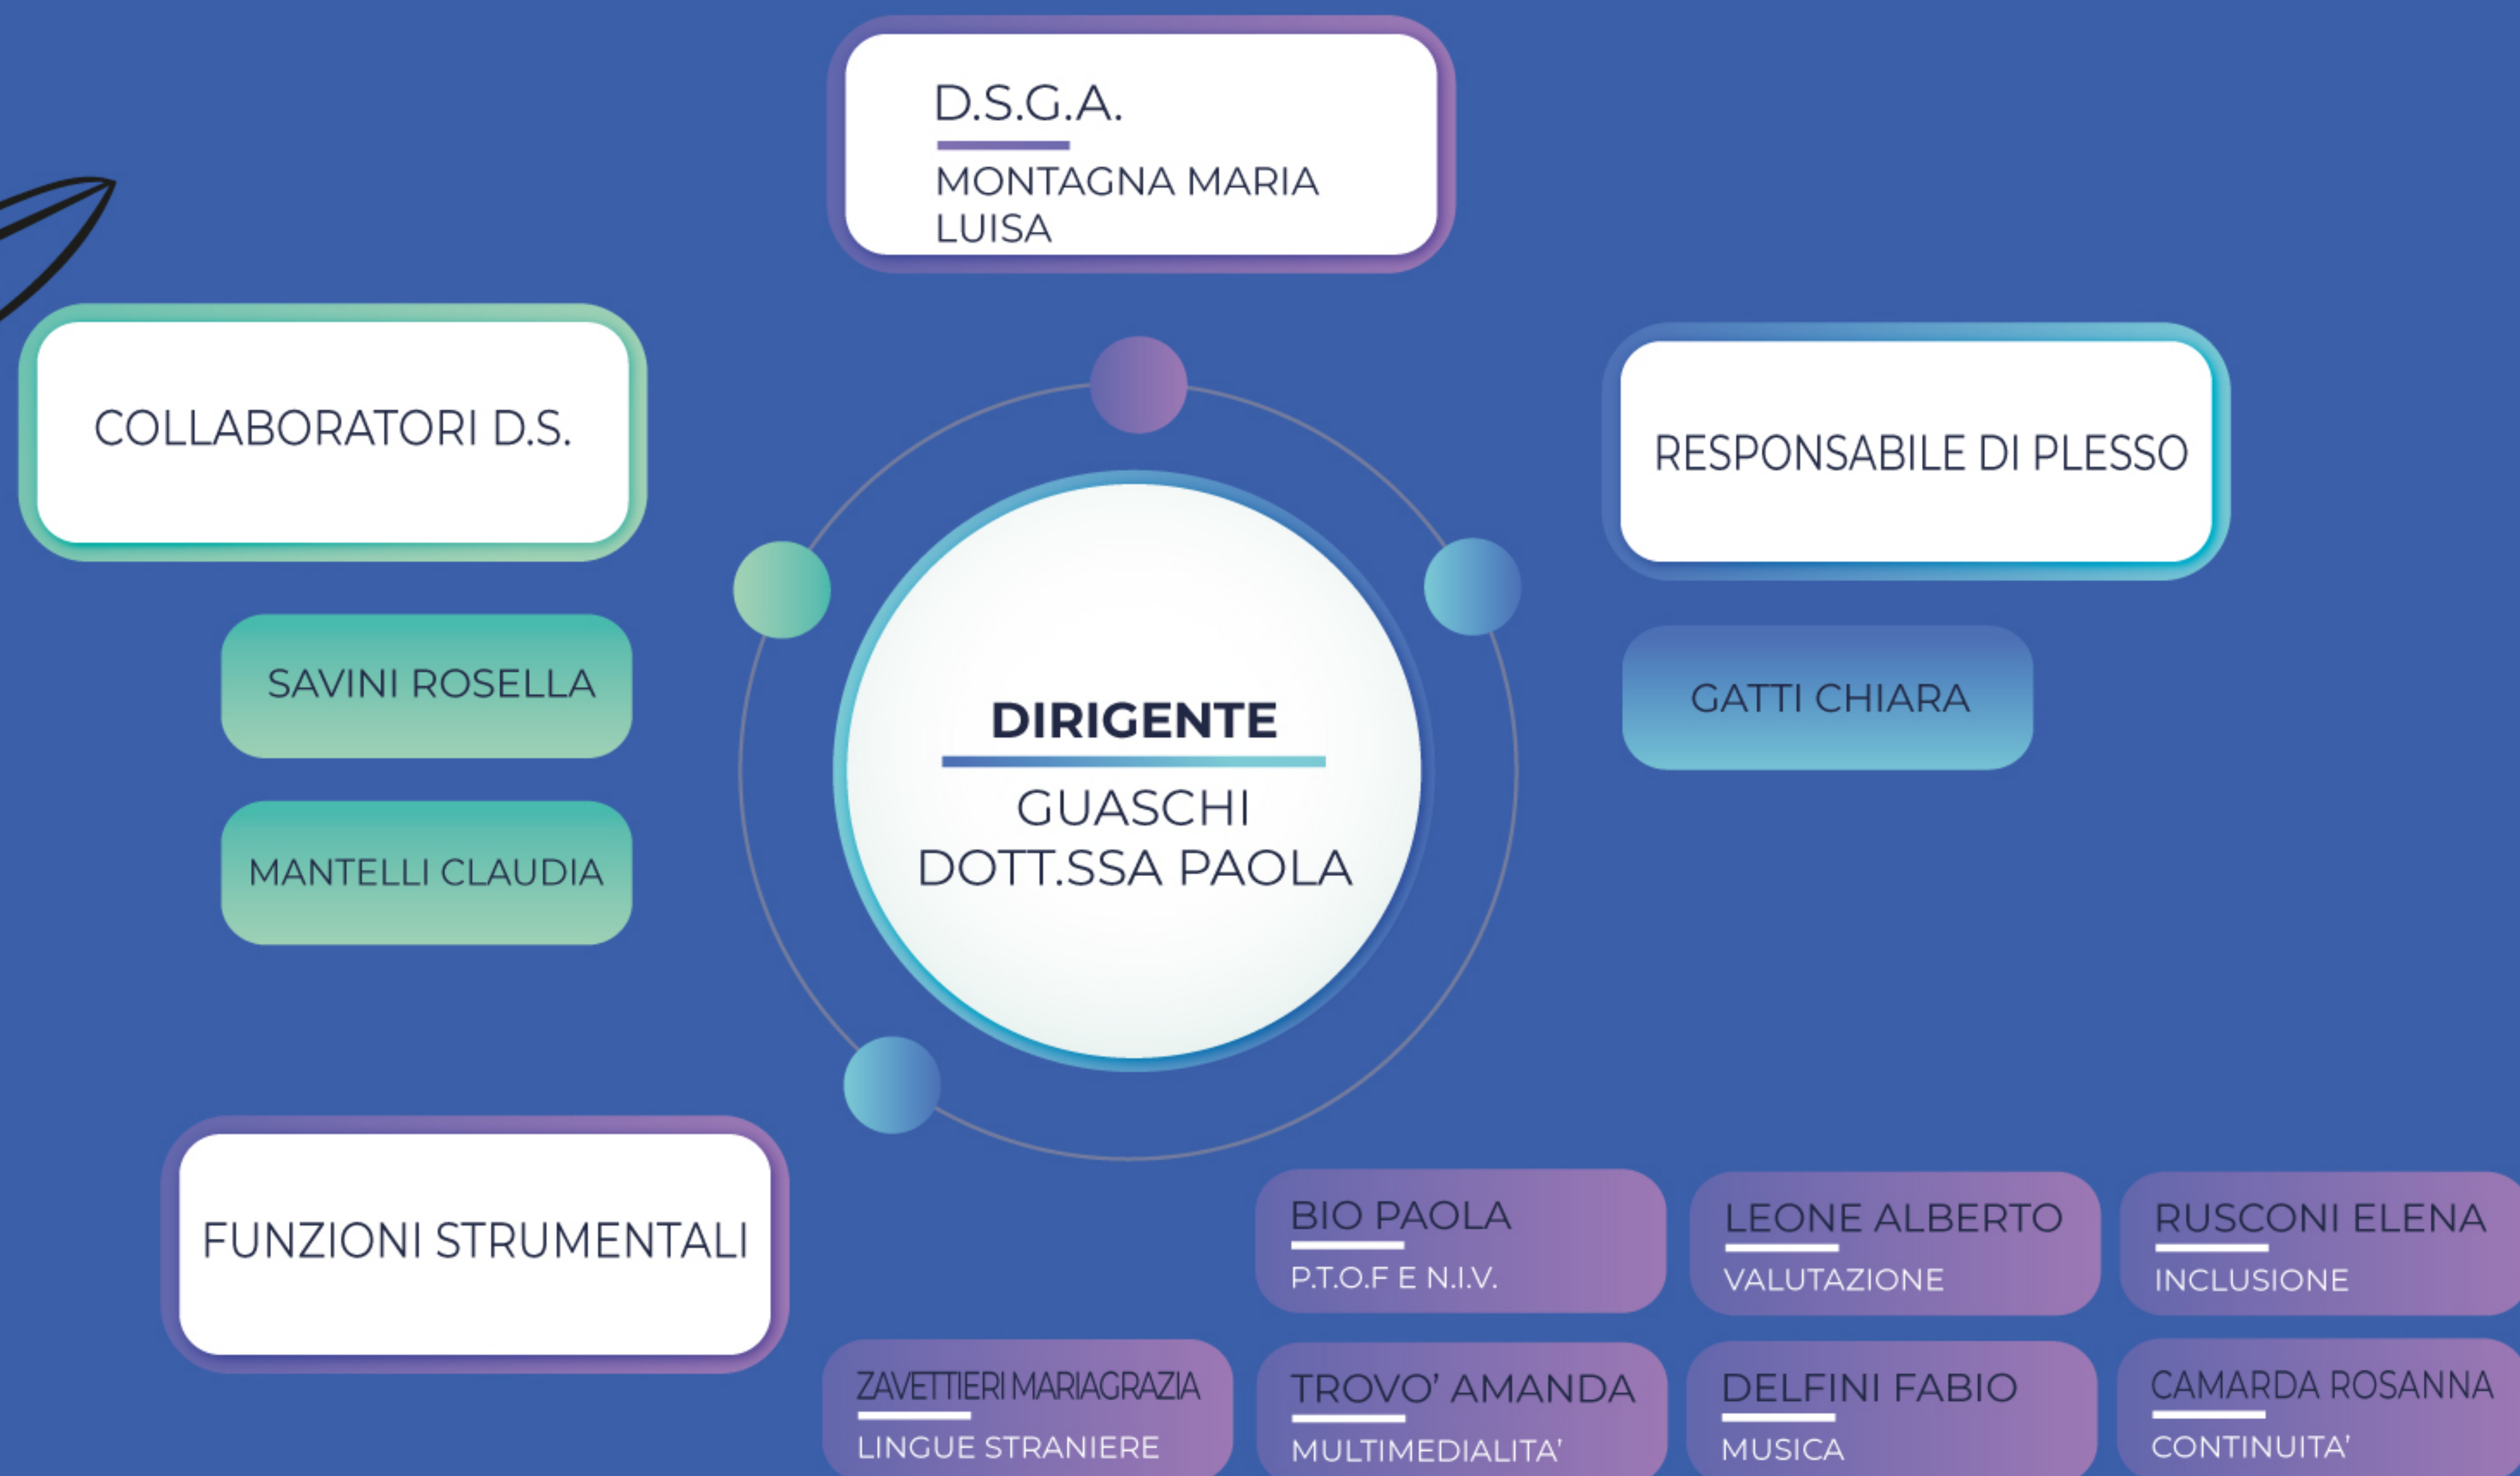 D.S.G.A.
MONTAGNA MARIA
LUISA
COLLABORATORI D.S.
SAVINI ROSELLA
MANTELLI CLAUDIA
RESPONSABILE DI PLESSO
GATTI CHIARA
DIRIGENTE
GUASCHI
DOTT.SSA PAOLA
FUNZIONI STRUMENTALI
BIO PAOLA
P.T.O.F E N.I.V.
LEONE ALBERTO
VALUTAZIONE
RUSCONI ELENA
INCLUSIONE
ZAVETTIERI MARIAGRAZIA
LINGUE STRANIERE
TROVO' AMANDA
MULTIMEDIALITA'
DELFINI FABIO
MUSICA
CAMARDA ROSANNA
CONTINUITA'